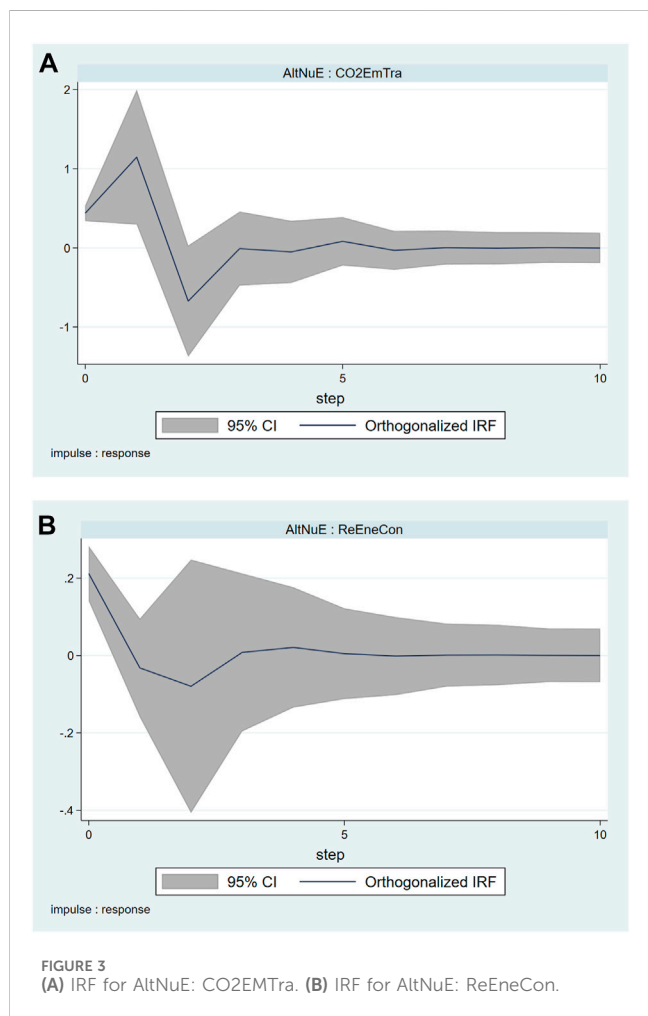 A
AltNuE : CO2EmTra
2
1
0
-1
0
5
10
step
95% CI
Orthogonalized IRF
impulse : response
B
AltNuE : ReEneCon
.2
0
-.2
-.4
0
5
10
step
95% CI
Orthogonalized IRF
impulse : response
FIGURE 3
(A) IRF for AltNuE: CO2EMTra. (B) IRF for AltNuE: ReEneCon.